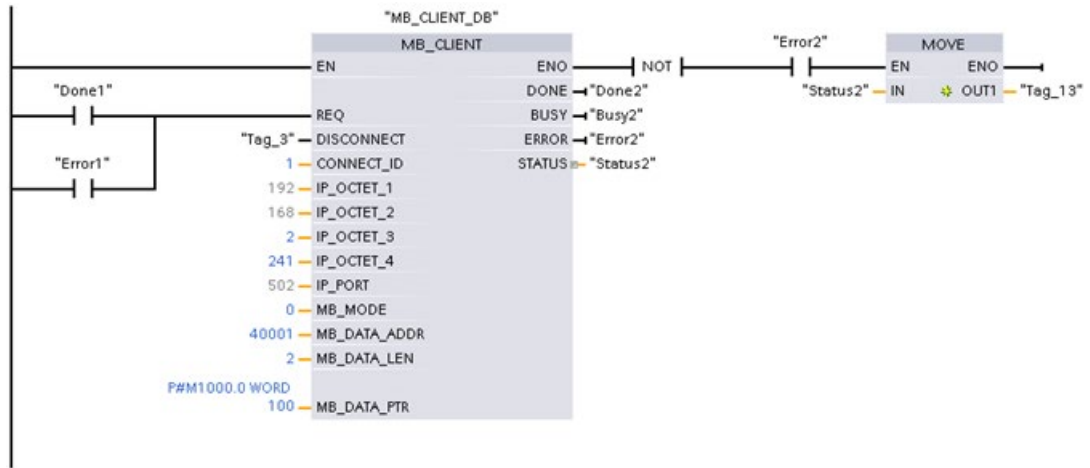 "MB_CLIENT_DB"
MB_CLIENT
"Error2"
MOVE
EN ENO NOT EN ENO
"Done1" DONE "Done2" "Status2" IN OUT1 "Tag_13"
REQ BUSY "Busy2"
"Tag_3" DISCONNECT ERROR "Error2"
"Error1" 1 CONNECT_ID STATUS "Status2"
192 IP_OCTET_1
168 IP_OCTET_2
2 IP_OCTET_3
241 IP_OCTET_4
502 IP_PORT
0 MB_MODE
40001 MB_DATA_ADDR
2 MB_DATA_LEN
P#M1000.0 WORD
100 MB_DATA_PTR